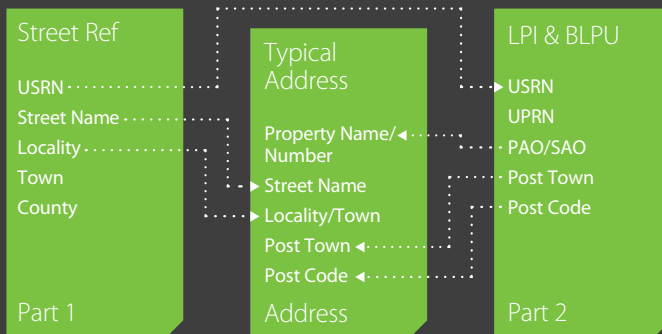 Street Ref
USRN
Street Name
Locality
Town
County
Part 1
Typical
Address
Property Name/
Number
Street Name
Locality/Town
Post Town
Post Code
Address
LPI & BLPU
USRN
UPRN
PAO/SAO
Post Town
Post Code
Part 2